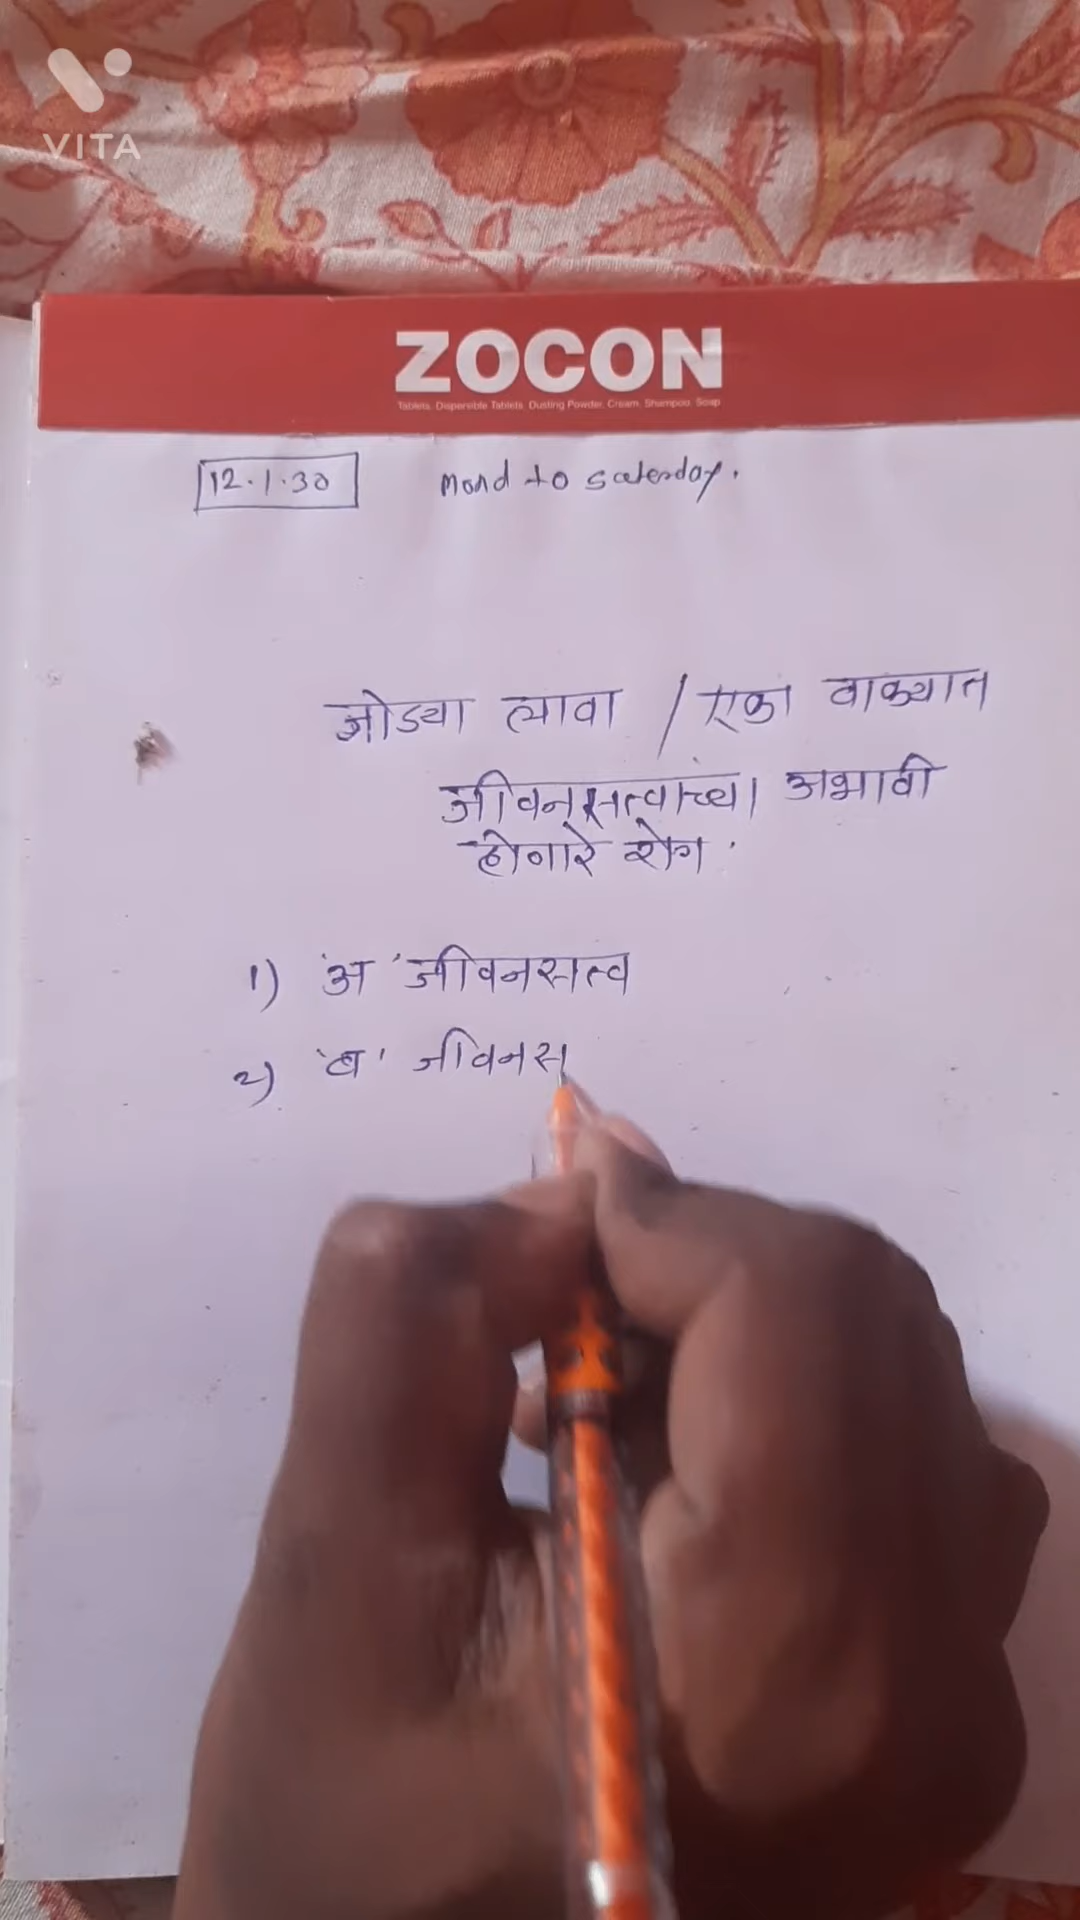 VITA
ZOCON
Tablets, Dispersible Tablets, Dusting Powder, Cream, Shampoo, Soap
12.1.30 Mond to Saterday.
जोड्या लावा / एका वाक्यात
जीवनसत्वाच्या अभावी
होणारे रोग.
1) 'अ' जीवनसत्व
2) 'ब' जीवनस